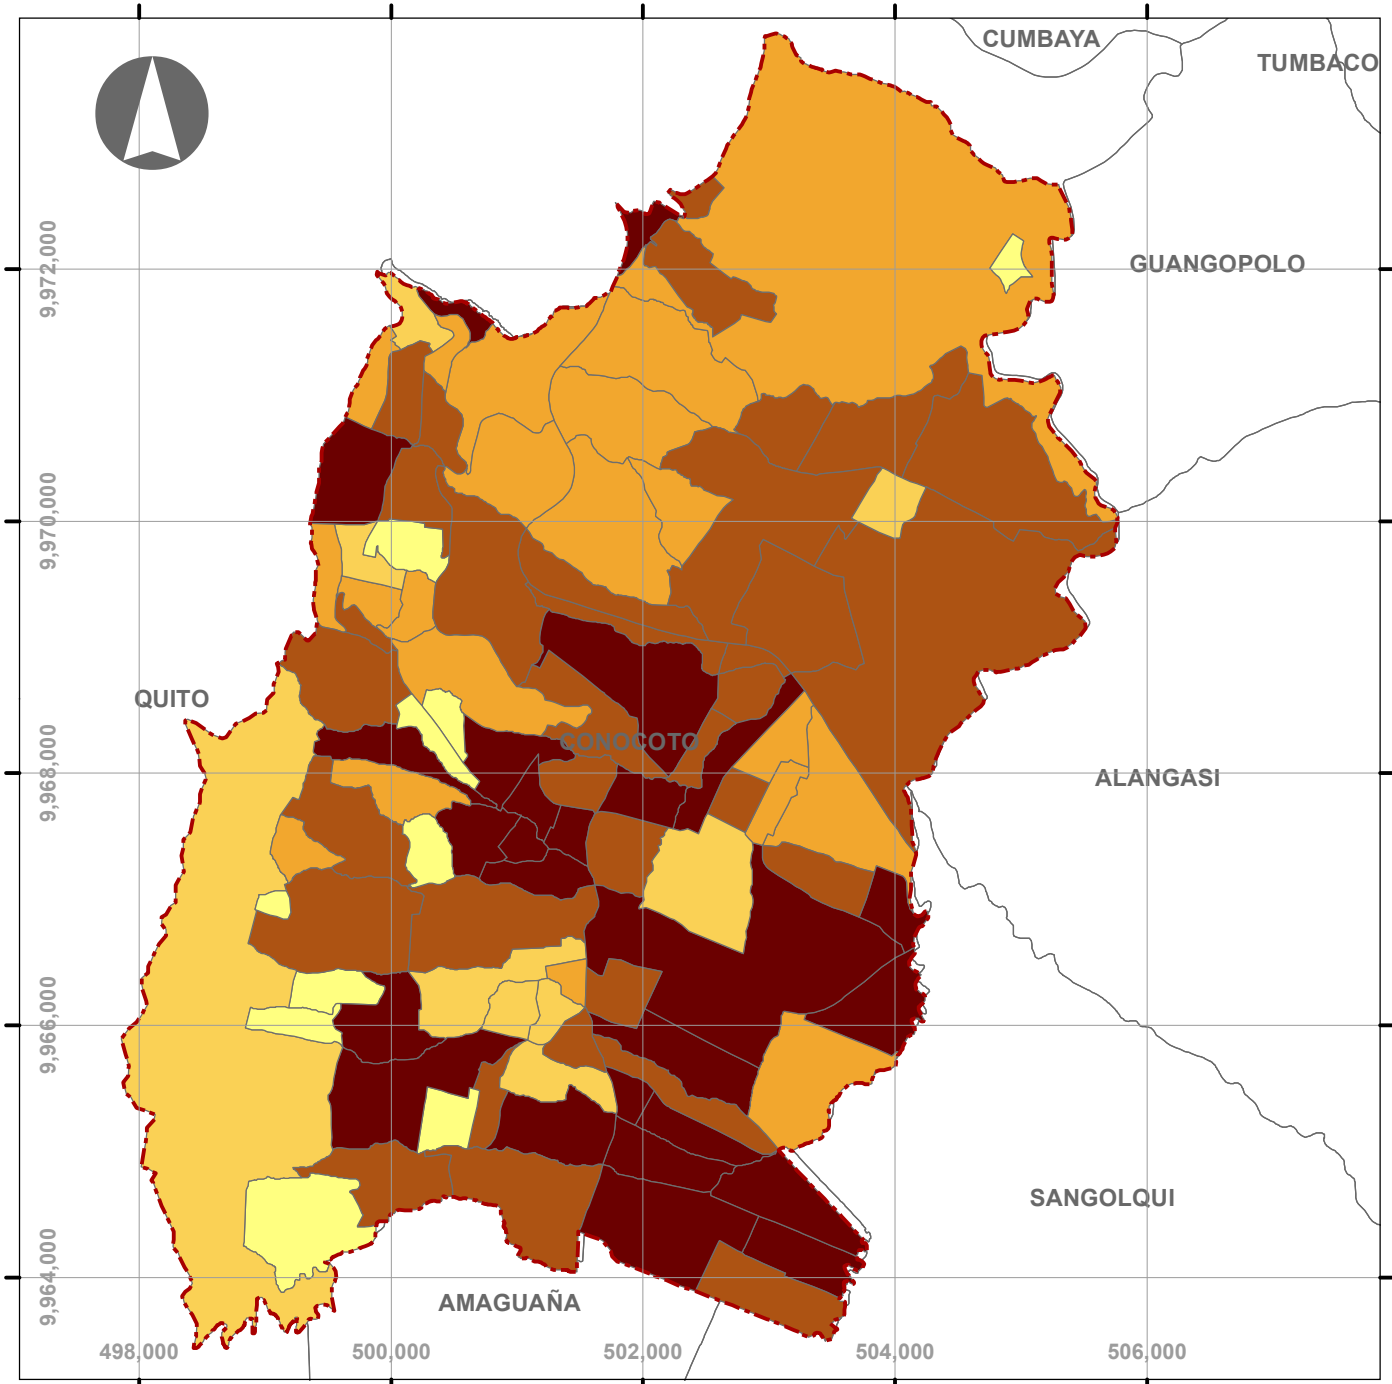 CUMBAYA
TUMBACO
GUANGOPOLO
9,972,000
9,970,000
QUITO
CONOCOTO
ALANGASI
9,968,000
9,966,000
SANGOLQUI
9,964,000
AMAGUAÑA
498,000 500,000 502,000 504,000 506,000